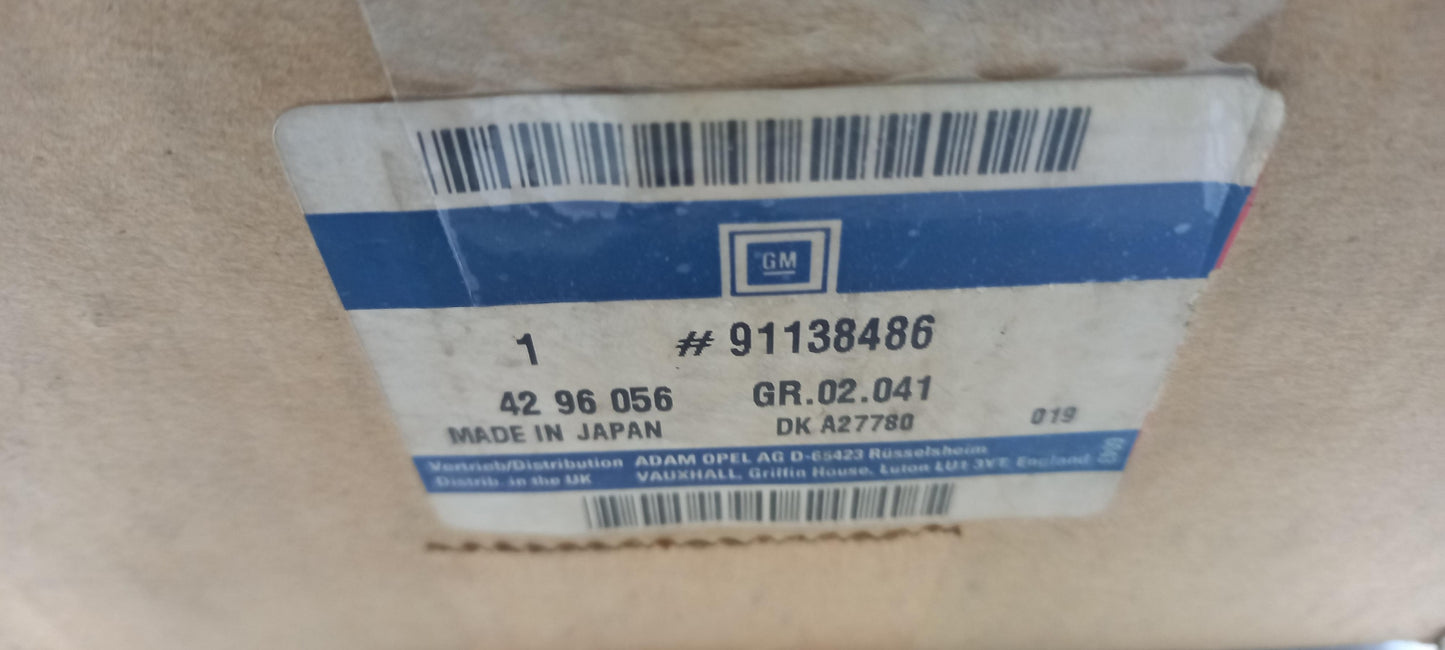 GM
1 # 91138486
42 96 056 GR.02.041
MADE IN JAPAN DK A27780 019
Vertrieb/Distribution ADAM OPEL AG D-65423 Rüsselsheim
Distrib. in the UK VAUXHALL, Griffin House, Luton LU1 3YT, England